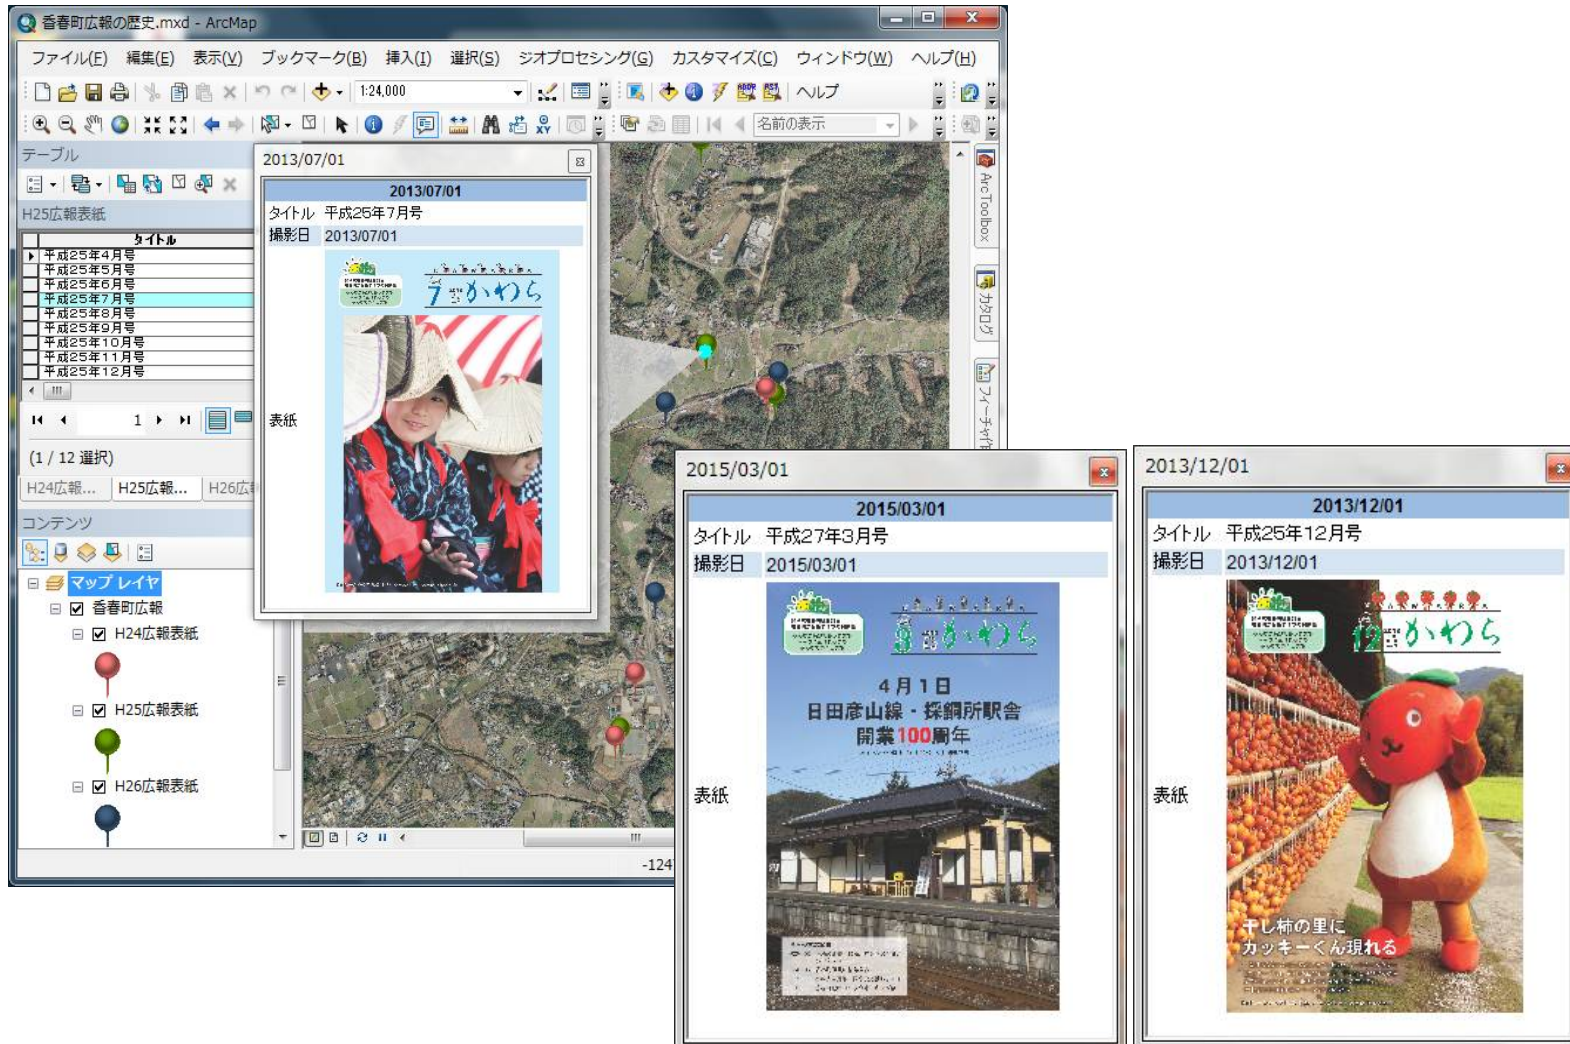 香春町広報の歴史.mxd - ArcMap
ファイル(F) 編集(E) 表示(V) ブックマーク(B) 挿入(I) 選択(S) ジオプロセシング(G) カスタマイズ(C) ウィンドウ(W) ヘルプ(H)
1:24,000
ヘルプ
名前の表示
テーブル
H25広報表紙
タイトル
平成25年4月号
平成25年5月号
平成25年6月号
平成25年7月号
平成25年8月号
平成25年9月号
平成25年10月号
平成25年11月号
平成25年12月号
1
(1 / 12 選択)
H24広報... H25広報...
コンテンツ
マップ レイヤ
香春町広報
H24広報表紙
H25広報表紙
H26広報表紙
2013/07/01
2013/07/01
タイトル 平成25年7月号
撮影日 2013/07/01
7 かわら
表紙
ArcToolbox
カタログ
2015/03/01
2015/03/01
タイトル 平成27年3月号
撮影日 2015/03/01
3 かわら
4月1日
日田彦山線・採銅所駅舎
開業100周年
表紙
2013/12/01
2013/12/01
タイトル 平成25年12月号
撮影日 2013/12/01
12 かわら
表紙
干し柿の里に
カッキーくん現れる